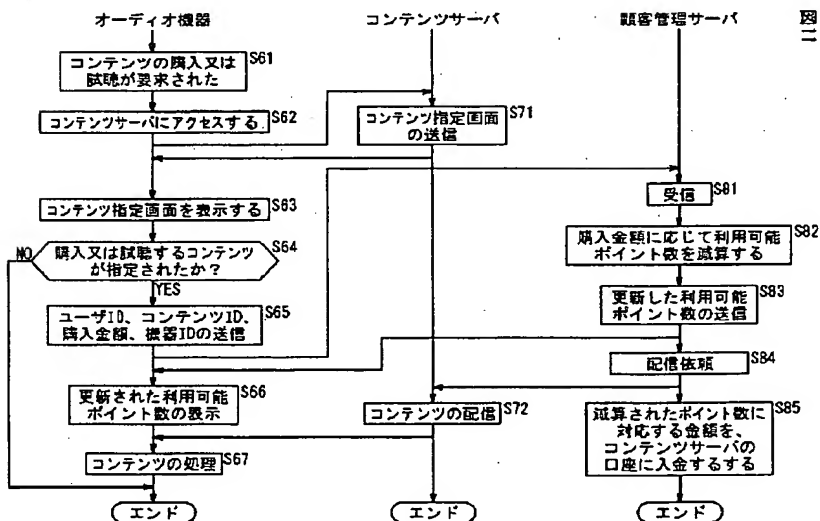 図11
オーディオ機器
コンテンツサーバ
顧客管理サーバ
コンテンツの購入又は
試聴が要求された
S61
コンテンツサーバにアクセスする
S62
コンテンツ指定画面
の送信
S71
コンテンツ指定画面を表示する
S63
受信
S81
購入又は試聴するコンテンツ
が指定されたか？
S64
NO
YES
購入金額に応じて利用可能
ポイント数を減算する
S82
ユーザID、コンテンツID、
購入金額、機器IDの送信
S65
更新した利用可能
ポイント数の送信
S83
配信依頼
S84
更新された利用可能
ポイント数の表示
S66
コンテンツの配信
S72
減算されたポイント数に
対応する金額を、
コンテンツサーバの
口座に入金するする
S85
コンテンツの処理
S67
エンド
エンド
エンド